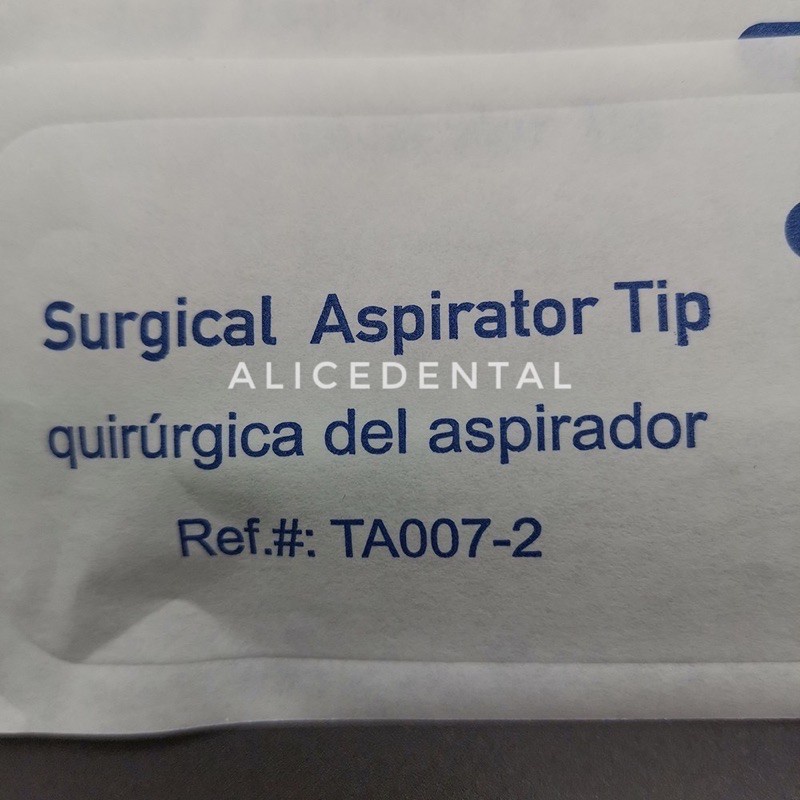 Surgical Aspirator Tip
ALICEDENTAL
quirúrgica del aspirador
Ref.#: TA007-2